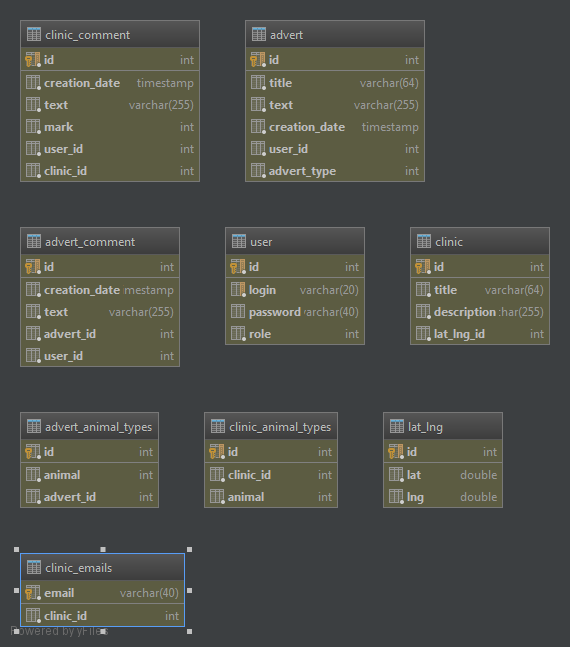 clinic_comment
id int
creation_date timestamp
text varchar(255)
mark int
user_id int
clinic_id int
advert
id int
title varchar(64)
text varchar(255)
creation_date timestamp
user_id int
advert_type int
advert_comment
id int
creation_date mestamp
text varchar(255)
advert_id int
user_id int
user
id int
login varchar(20)
password varchar(40)
role int
clinic
id int
title varchar(64)
description char(255)
lat_lng_id int
advert_animal_types
id int
animal int
advert_id int
clinic_animal_types
id int
clinic_id int
animal int
lat_lng
id int
lat double
lng double
clinic_emails
email varchar(40)
clinic_id int
Powered by yFiles